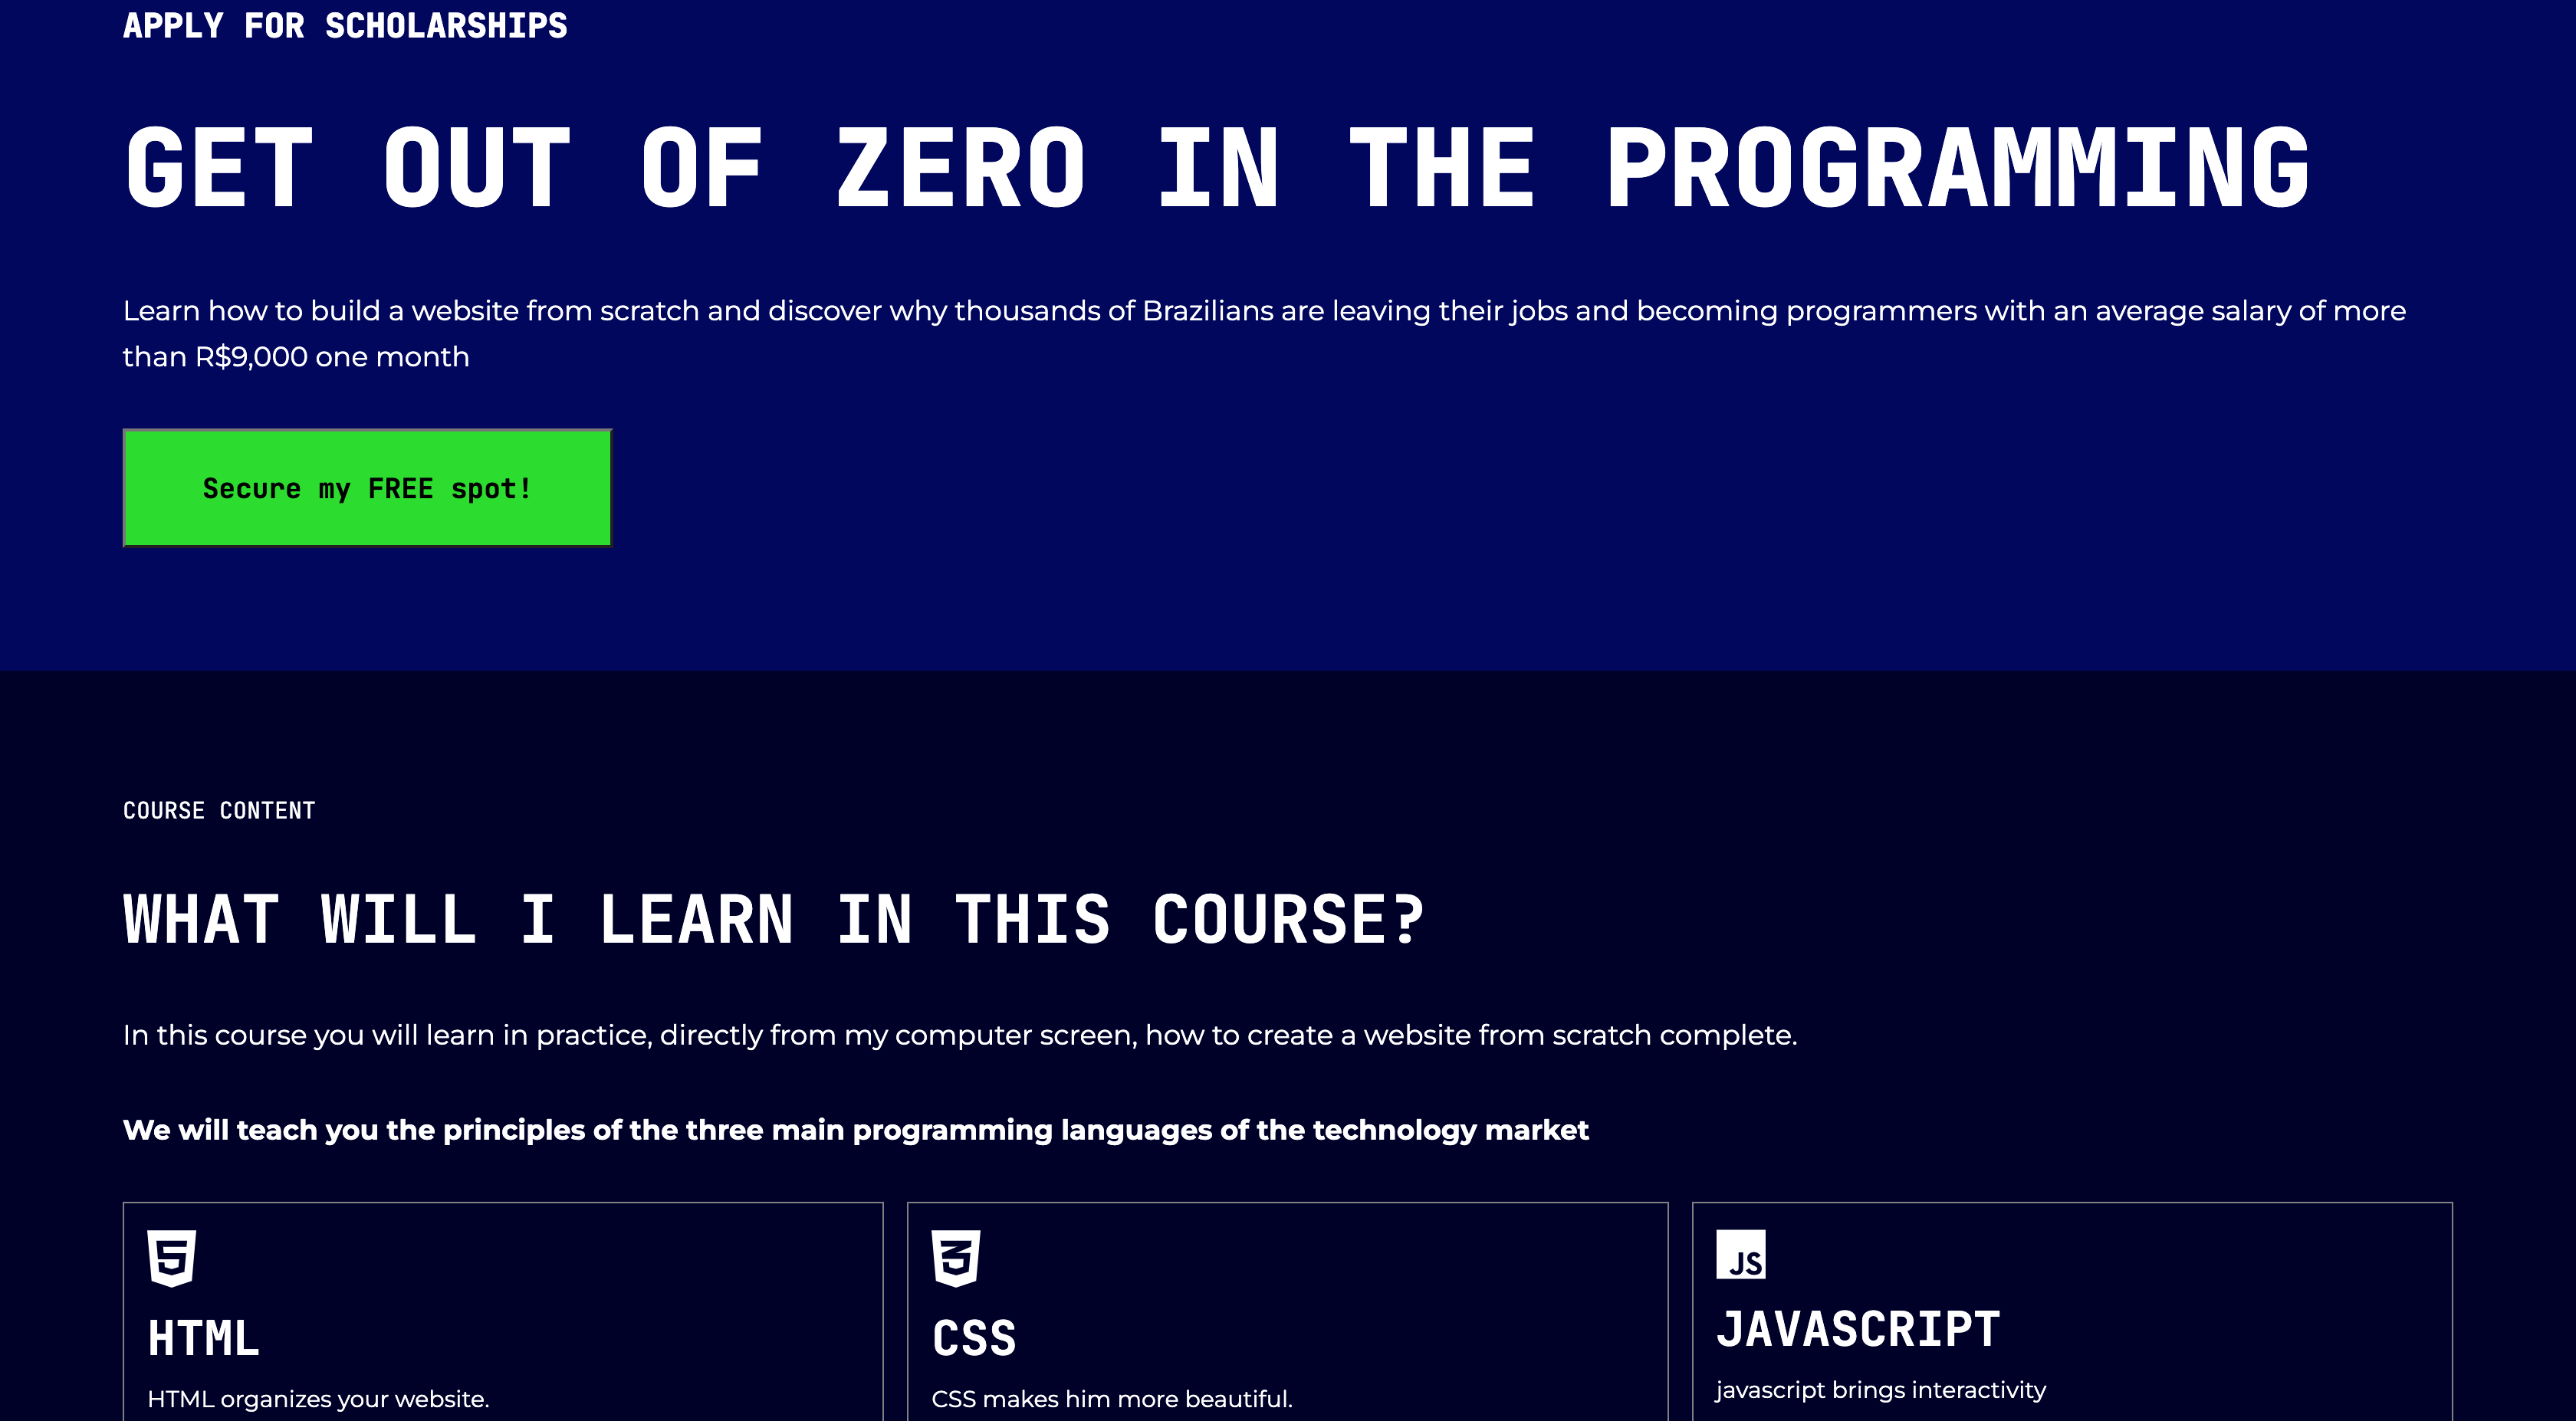 APPLY FOR SCHOLARSHIPS
GET OUT OF ZERO IN THE PROGRAMMING
Learn how to build a website from scratch and discover why thousands of Brazilians are leaving their jobs and becoming programmers with an average salary of more
than R$9,000 one month
Secure my FREE spot!
COURSE CONTENT
WHAT WILL I LEARN IN THIS COURSE?
In this course you will learn in practice, directly from my computer screen, how to create a website from scratch complete.
We will teach you the principles of the three main programming languages of the technology market
5
HTML
HTML organizes your website.
3
CSS
CSS makes him more beautiful.
JS
JAVASCRIPT
javascript brings interactivity